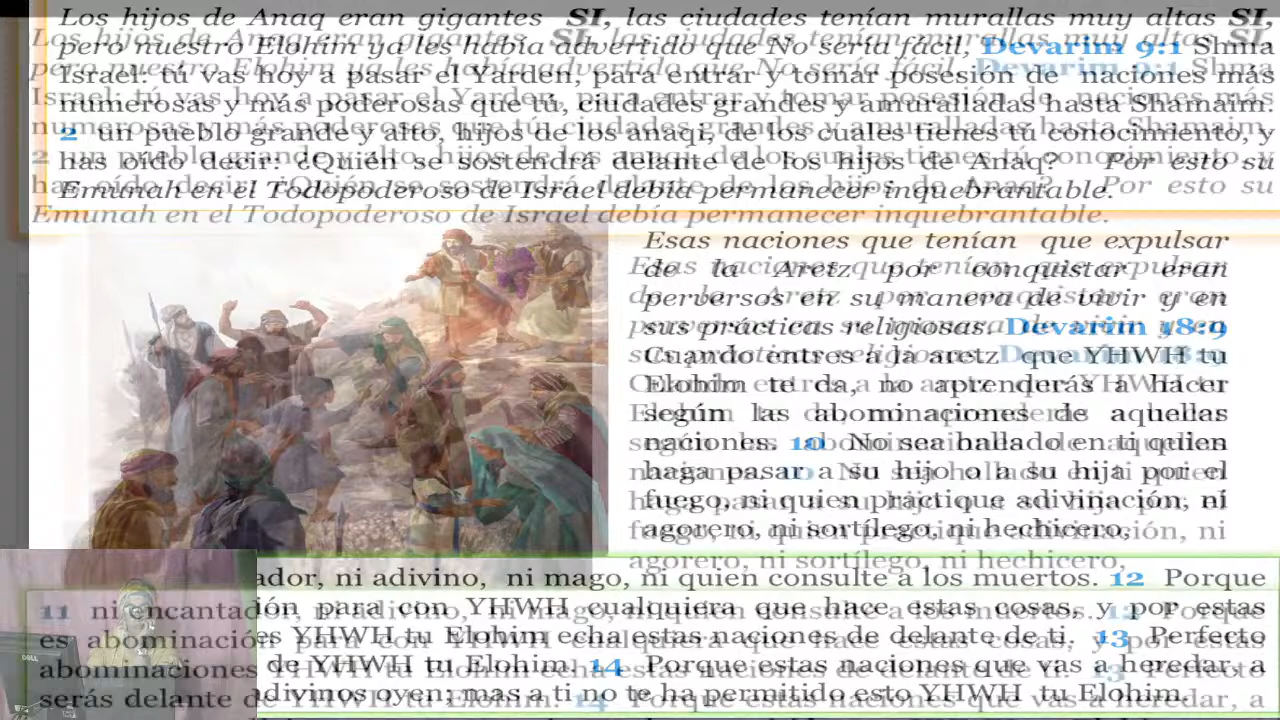 Los hijos de Anaq eran gigantes SI, las ciudades tenían murallas muy altas SI,
pero nuestro Elohim ya les había advertido que No sería fácil, Devarim 9:1 Shma
Israel: tú vas hoy a pasar el Yarden, para entrar y tomar posesión de naciones más
numerosas y más poderosas que tú, ciudades grandes y amuralladas hasta Shamaim.
2 un pueblo grande y alto, hijos de los anaqi, de los cuales tienes tú conocimiento, y
has oído decir: ¿Quién se sostendrá delante de los hijos de Anaq? Por esto su
Emunah en el Todopoderoso de Israel debía permanecer inquebrantable.
Esas naciones que tenían que expulsar
de la Aretz por conquistar eran
perversos en su manera de vivir y en
sus prácticas religiosas. Devarim 18:9
Cuando entres a la aretz que YHWH tu
Elohim te da, no aprenderás a hacer
según las abominaciones de aquellas
naciones. 10 No sea hallado en ti quien
haga pasar a su hijo o a su hija por el
fuego, ni quien practique adivinación, ni
agorero, ni sortílego, ni hechicero,
ador, ni adivino, ni mago, ni quien consulte a los muertos. 12 Porque
ión para con YHWH cualquiera que hace estas cosas, y por estas
es YHWH tu Elohim echa estas naciones de delante de ti. 13 Perfecto
de YHWH tu Elohim. 14 Porque estas naciones que vas a heredar, a
adivinos oyen; mas a ti no te ha permitido esto YHWH tu Elohim.